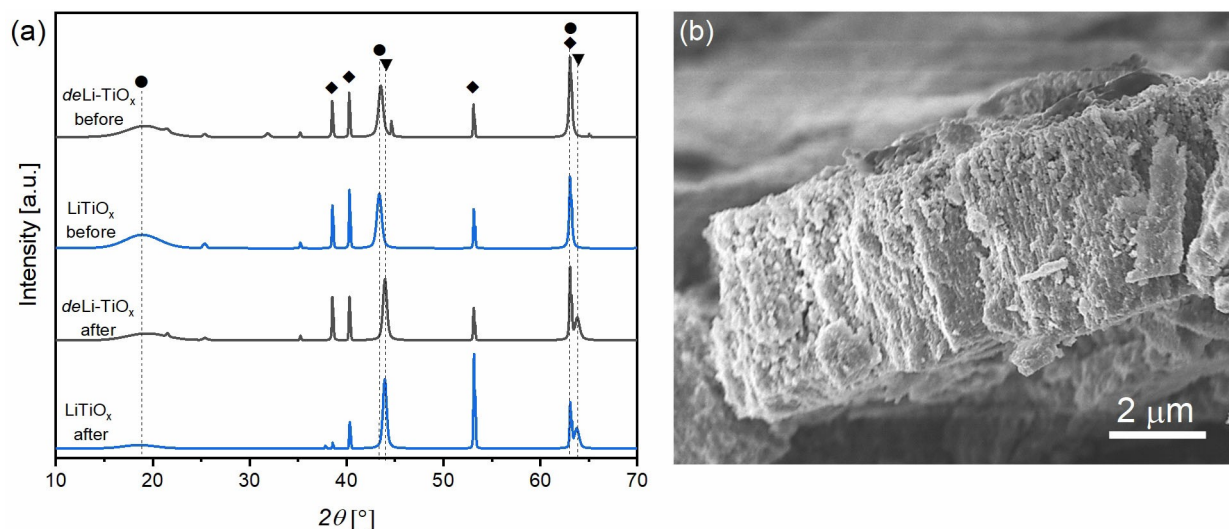 (a)
deLi-TiOₓ
before
LiTiOₓ
before
deLi-TiOₓ
after
LiTiOₓ
after
Intensity [a.u.]
10 20 30 40 50 60 70
2θ [°]
(b)
2 μm